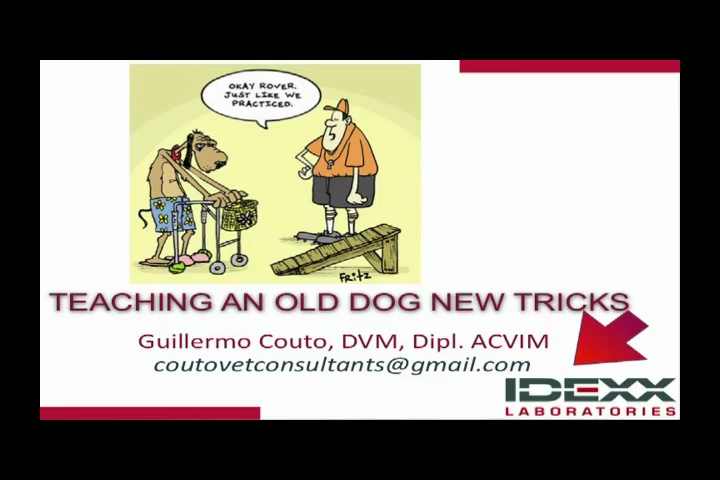 OKAY ROVER.
JUST LIKE WE
PRACTICED.
FRitZ
TEACHING AN OLD DOG NEW TRICKS
Guillermo Couto, DVM, Dipl. ACVIM
coutovetconsultants@gmail.com
IDEXX
LABORATORIES